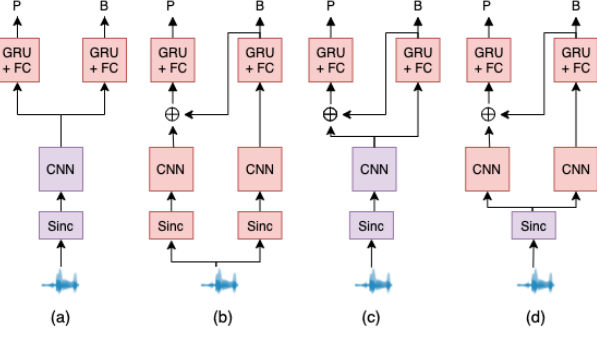 P B P B P B P B
GRU + FC GRU + FC GRU + FC GRU + FC GRU + FC GRU + FC GRU + FC GRU + FC
CNN CNN CNN CNN CNN CNN
Sinc Sinc Sinc Sinc Sinc
(a) (b) (c) (d)